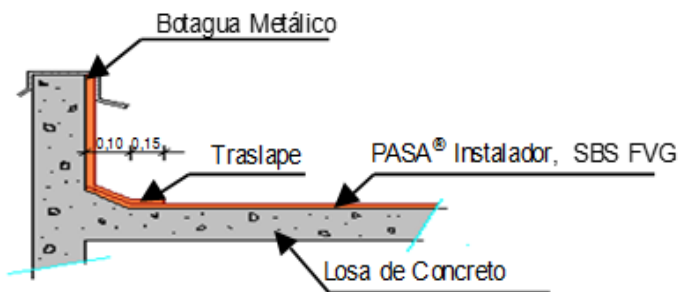 Botagua Metálico
0,10 0,15
Traslape
PASA® Instalador, SBS FVG
Losa de Concreto